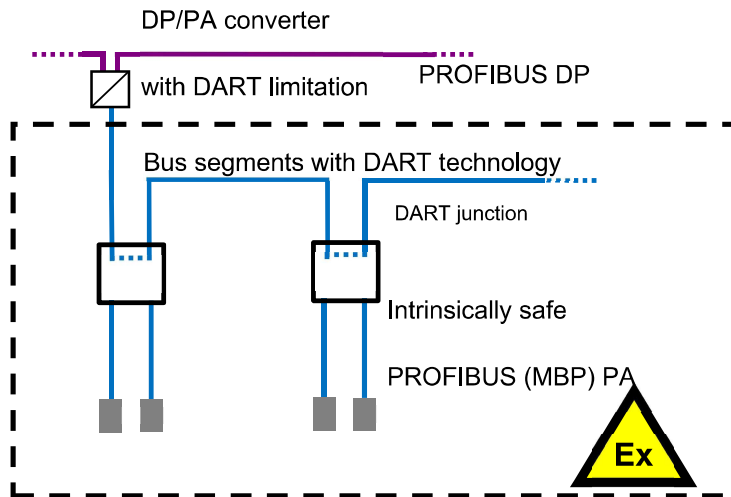 DP/PA converter
with DART limitation
PROFIBUS DP
Bus segments with DART technology
DART junction
Intrinsically safe
PROFIBUS (MBP) PA
Ex